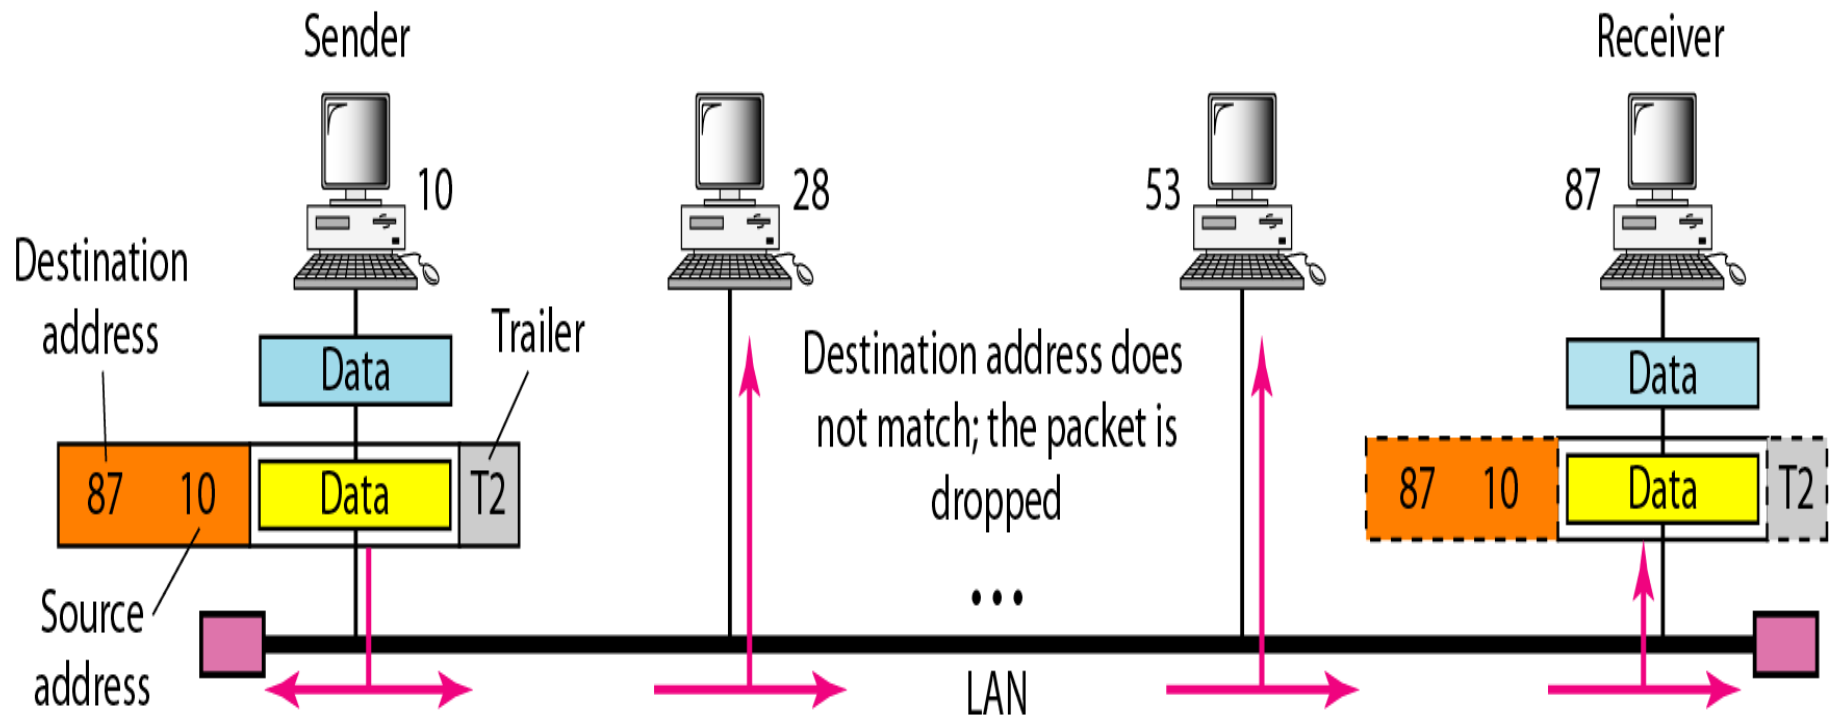 Sender
Receiver
10
28
53
87
Destination
address
Trailer
Data
87 10 Data T2
Source
address
Destination address does
not match; the packet is
dropped
...
Data
87 10 Data T2
LAN